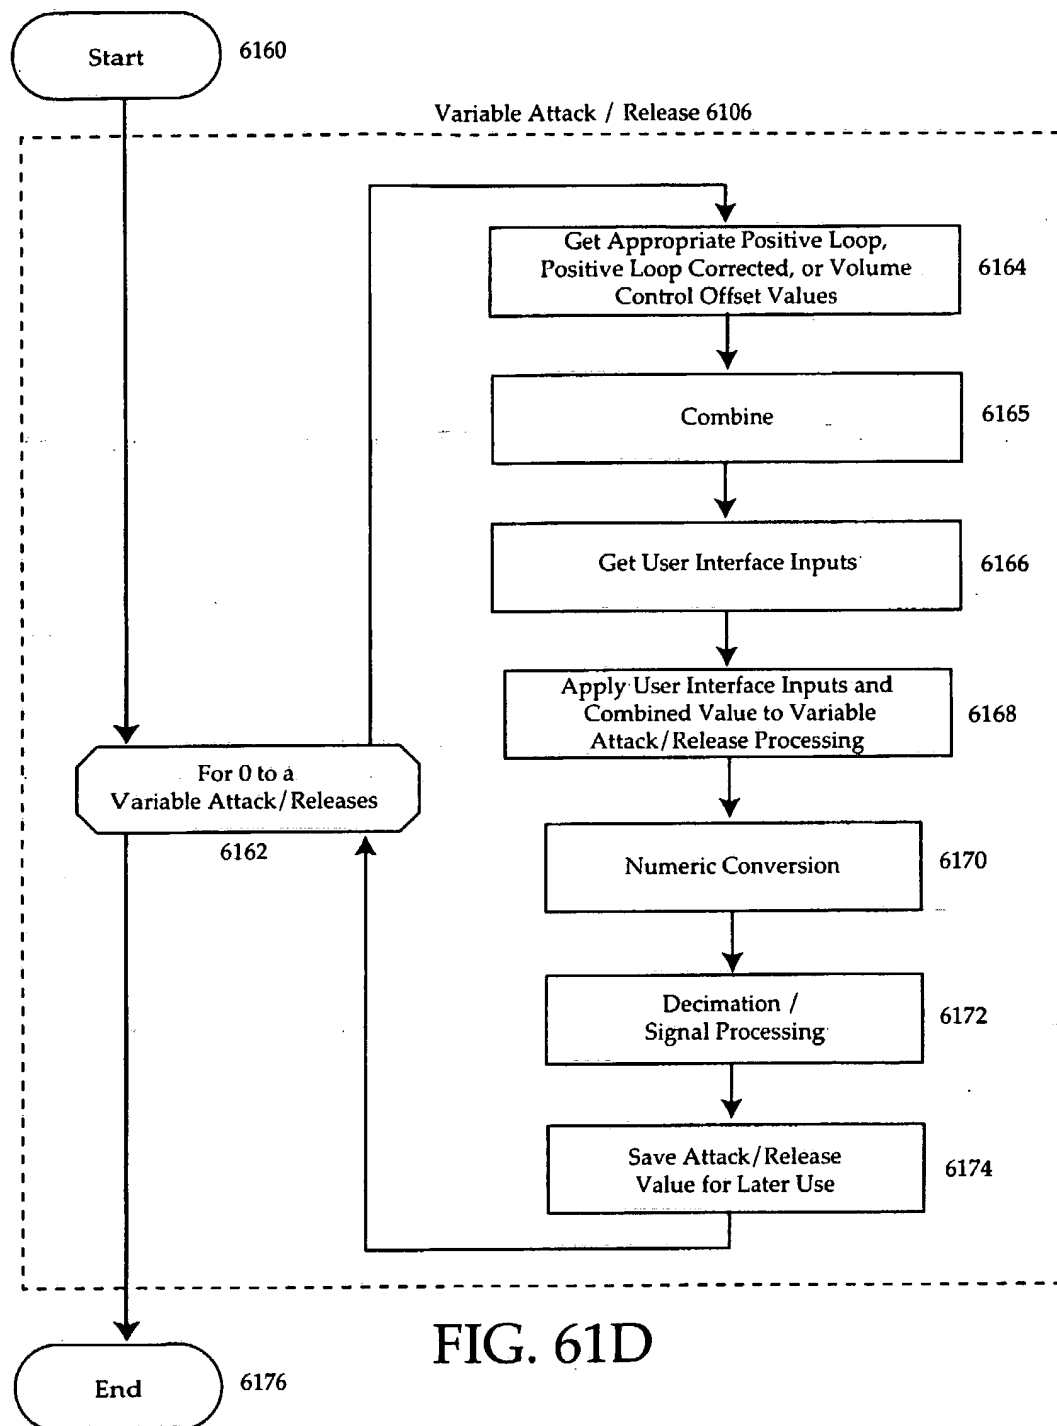 Start
6160
Variable Attack / Release 6106
Get Appropriate Positive Loop,
Positive Loop Corrected, or Volume
Control Offset Values
6164
Combine
6165
Get User Interface Inputs
6166
Apply User Interface Inputs and
Combined Value to Variable
Attack/Release Processing
6168
For 0 to a
Variable Attack/Releases
6162
Numeric Conversion
6170
Decimation /
Signal Processing
6172
Save Attack/Release
Value for Later Use
6174
FIG. 61D
End
6176